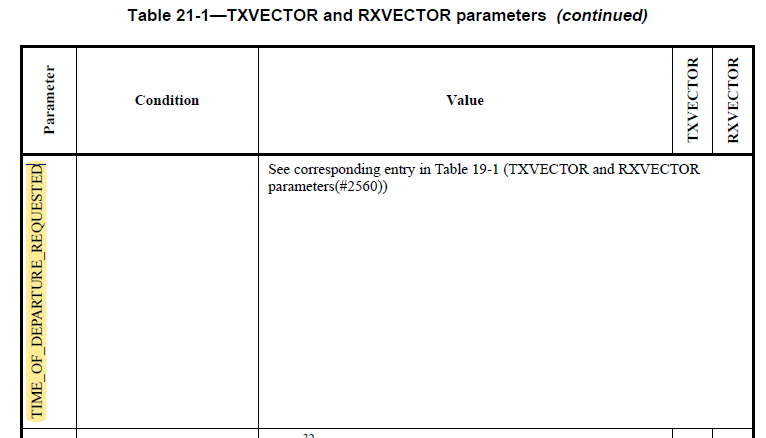 Table 21-1—TXVECTOR and RXVECTOR parameters (continued)
Parameter
Condition
Value
TXVECTOR
RXVECTOR
TIME_OF_DEPARTURE_REQUESTED
See corresponding entry in Table 19-1 (TXVECTOR and RXVECTOR
parameters(#2560))